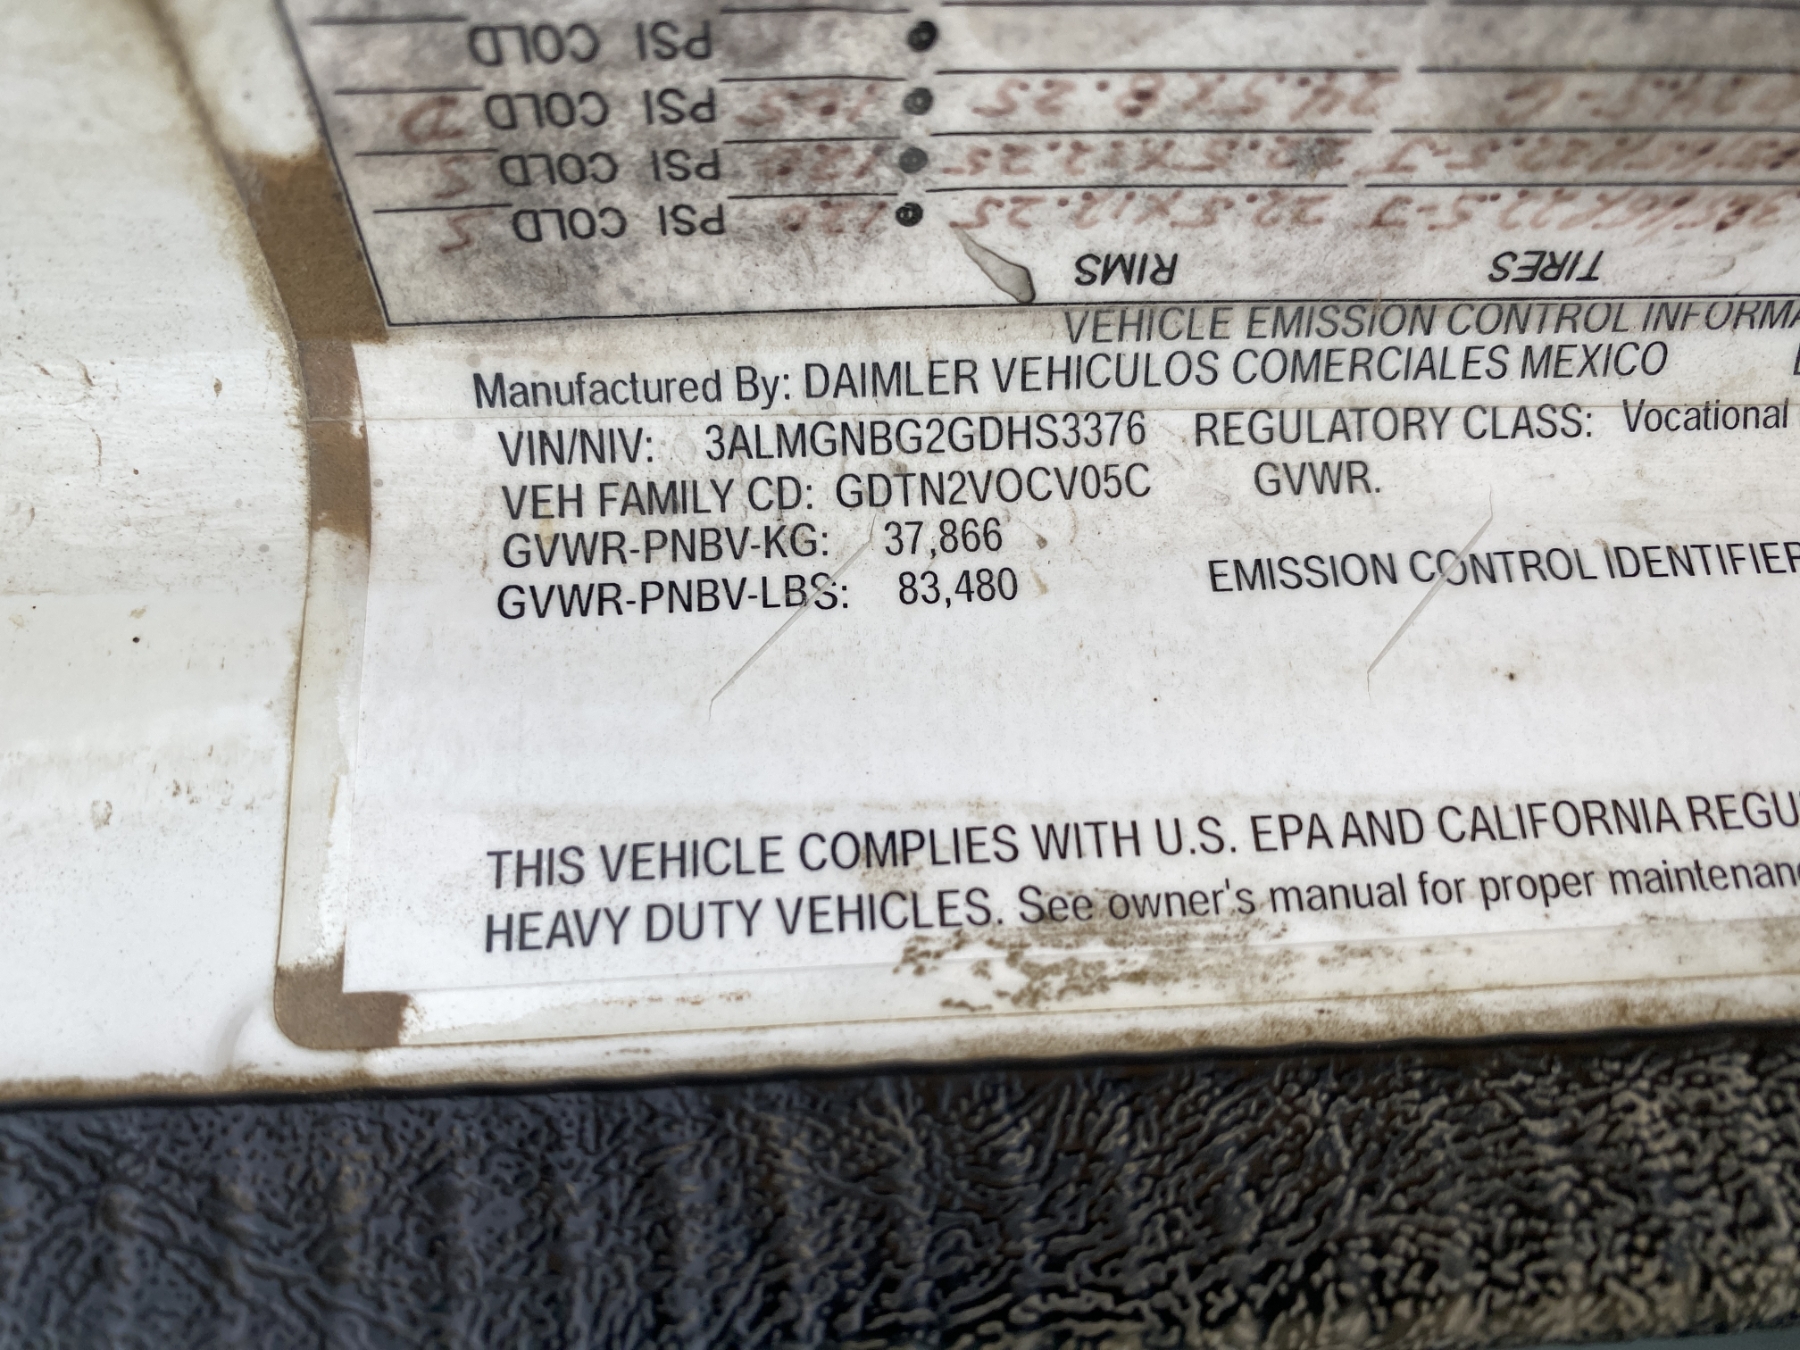 VEHICLE EMISSION CONTROL
Manufactured By: DAIMLER VEHICULOS COMERCIALES MEXICO
VIN/NIV: 3ALMGNBG2GDHS3376 REGULATORY CLASS: Vocational
VEH FAMILY CD: GDTN2VOCV05C GVWR.
GVWR-PNBV-KG: 37,866
GVWR-PNBV-LBS: 83,480
EMISSION CONTROL IDENTIFIER
THIS VEHICLE COMPLIES WITH U.S. EPA AND CALIFORNIA
HEAVY DUTY VEHICLES. See owner's manual for proper
TIRES RIMS
PSI COLD S
PSI COLD S
PSI COLD D
PSI COLD